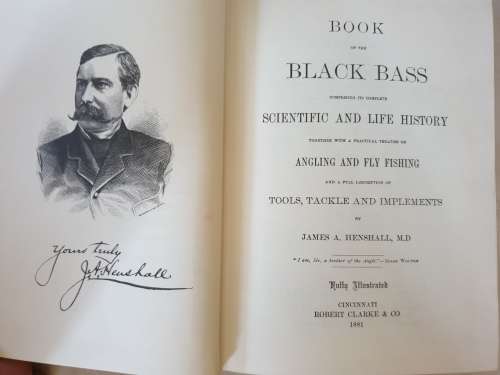 Yours truly
J.A. Henshall
BOOK
OF THE
BLACK BASS
COMPRISING ITS COMPLETE
SCIENTIFIC AND LIFE HISTORY
TOGETHER WITH A PRACTICAL TREATISE ON
ANGLING AND FLY FISHING
AND A FULL DESCRIPTION OF
TOOLS, TACKLE AND IMPLEMENTS
BY
JAMES A. HENSHALL, M.D
"I am, Sir, a brother of the Angle."—IZAAK WALTON
Fully Illustrated
CINCINNATI
ROBERT CLARKE & CO
1881